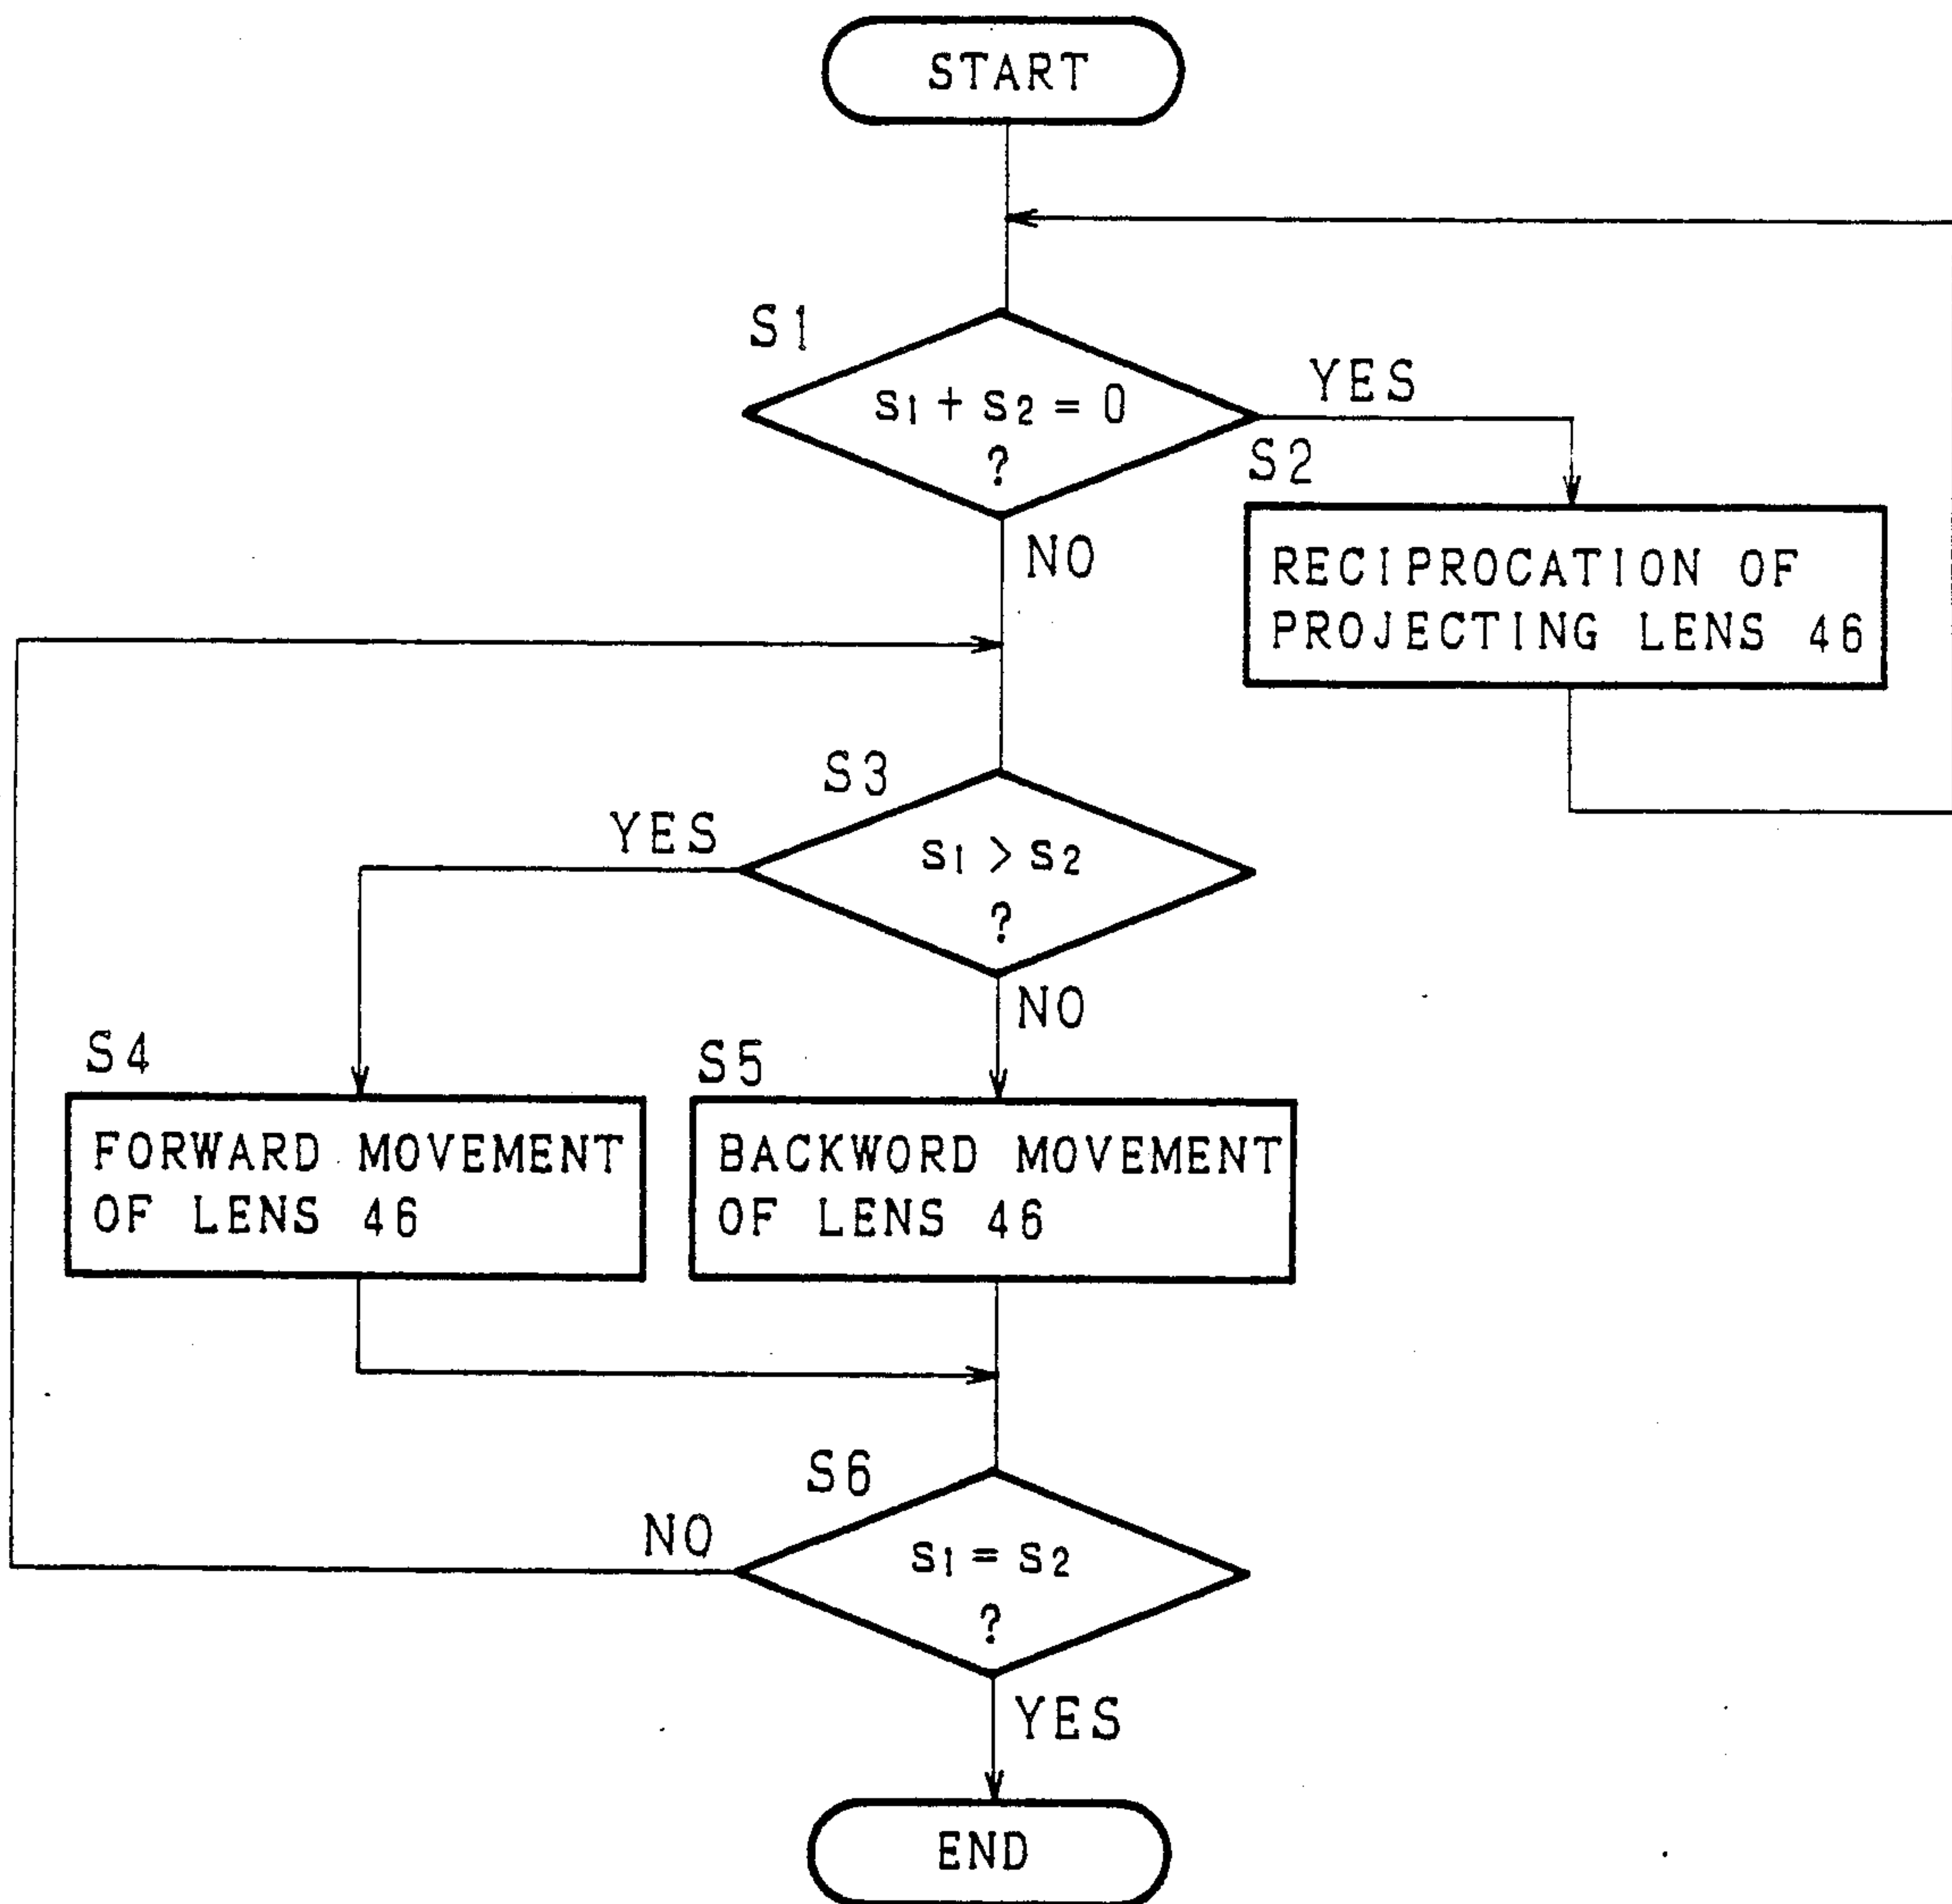 START
S1
s1 + s2 = 0
?
YES
S2
RECIPROCATION OF
PROJECTING LENS 46
NO
S3
YES
s1 > s2
?
NO
S4
FORWARD MOVEMENT
OF LENS 46
S5
BACKWORD MOVEMENT
OF LENS 46
S6
NO
s1 = s2
?
YES
END